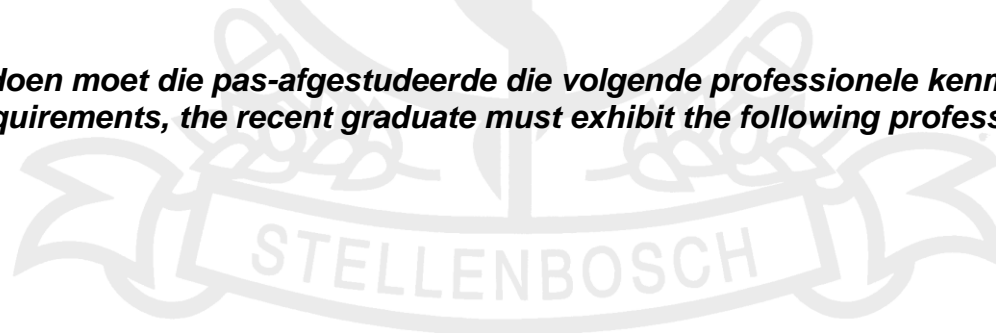 doen moet die pas-afgestudeerde die volgende professionele kenn
quirements, the recent graduate must exhibit the following profess
STELLENBOSCH